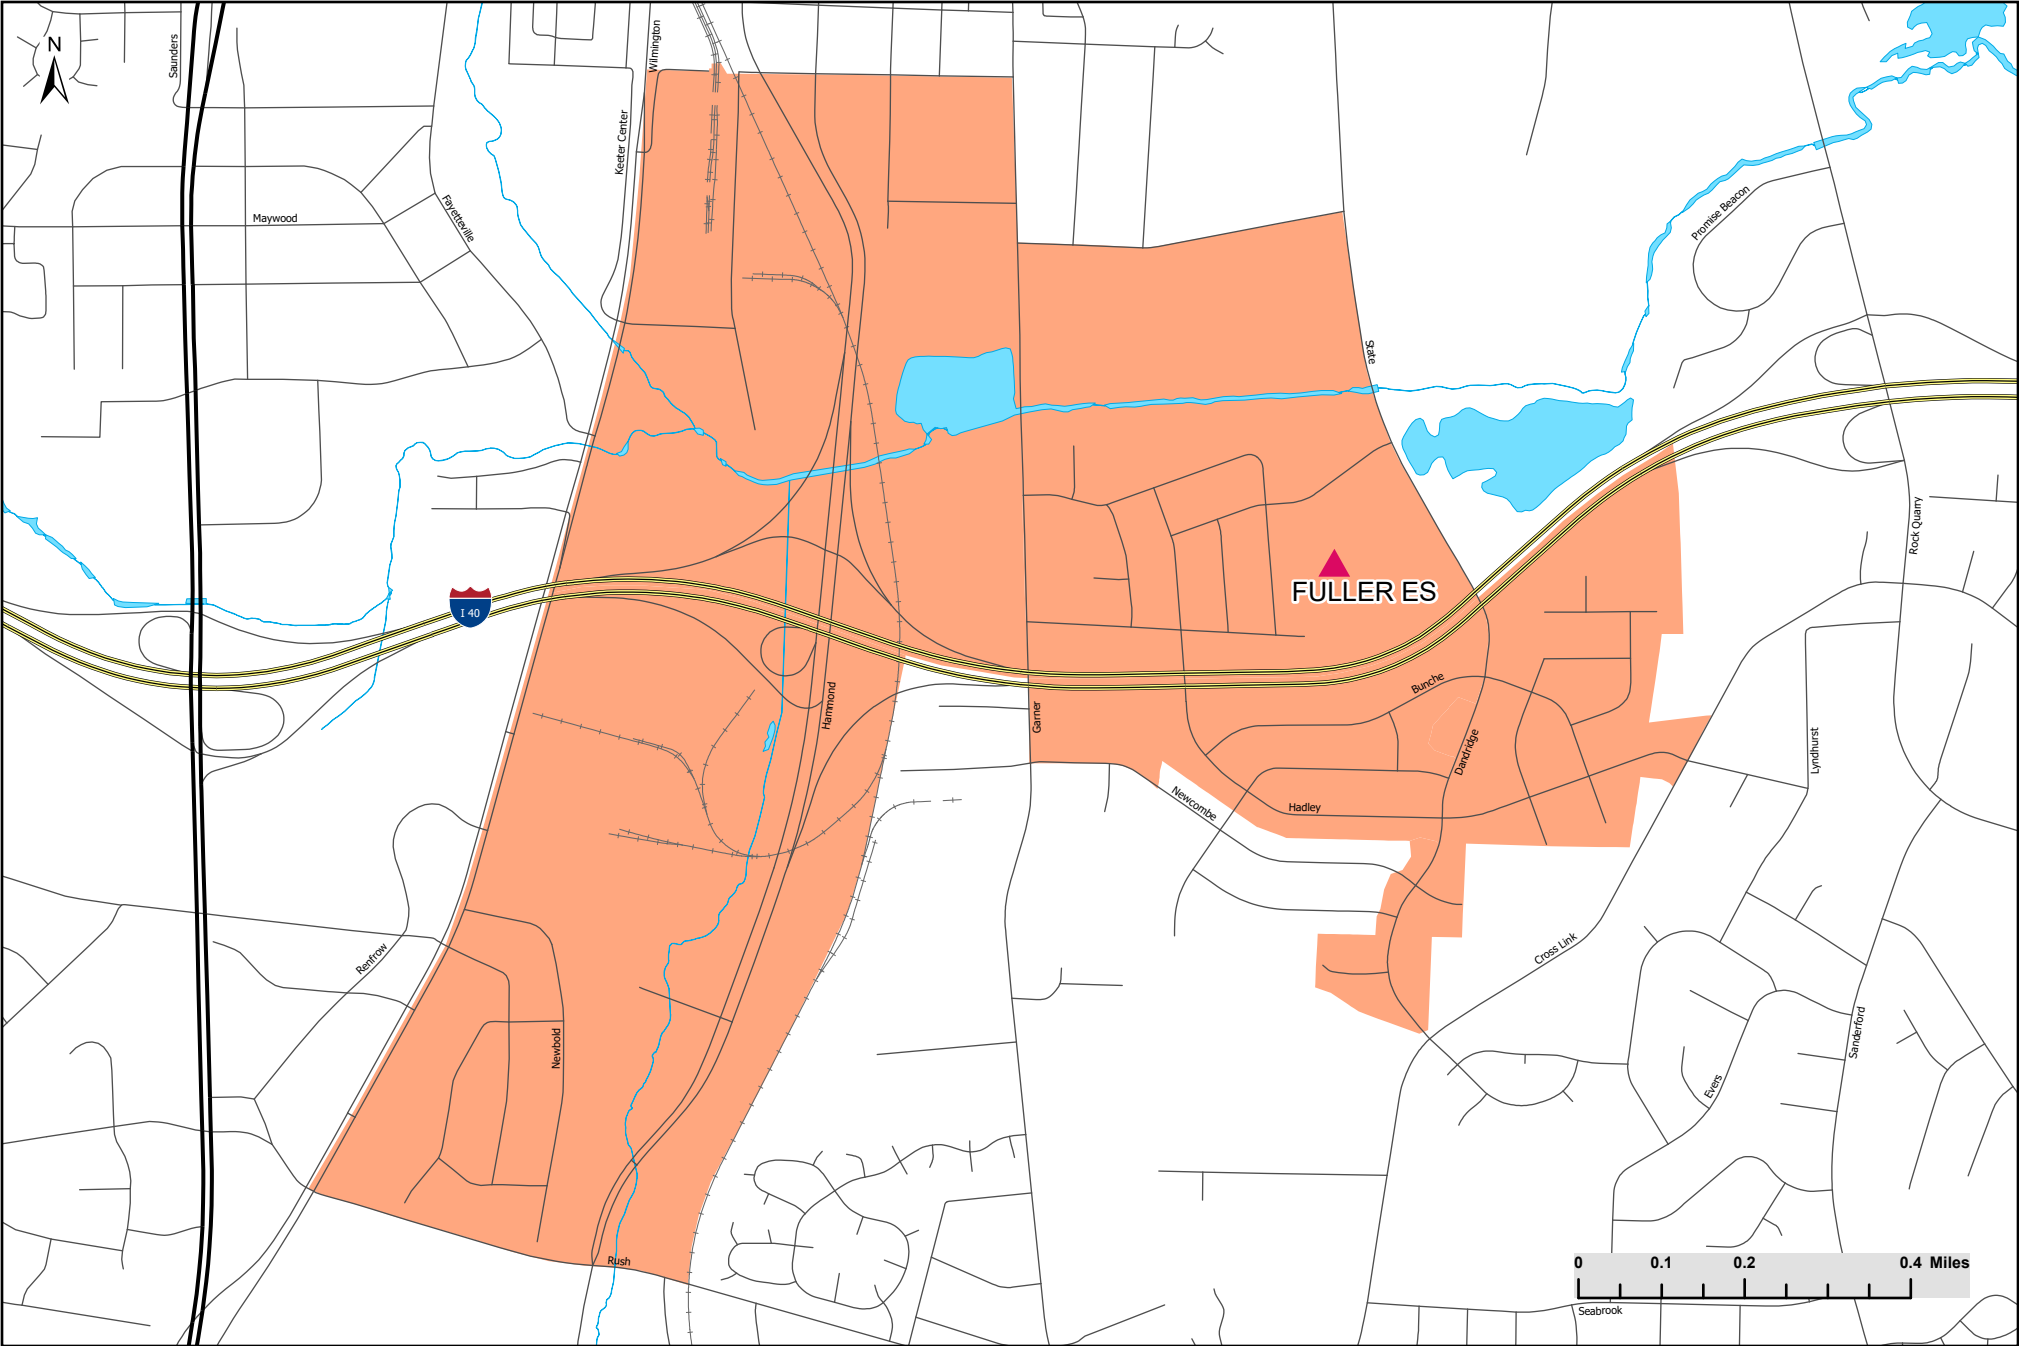 N
Saunders
Wilmington
Keeter Center
Maywood
Fayetteville
Promise Beacon
State
Rock Quarry
I 40
FULLER ES
Hammond
Garner
Bunche
Dandridge
Lyndhurst
Newcombe
Hadley
Renfrow
Cross Link
Newbold
Sanderford
Evers
Rush
0 0.1 0.2 0.4 Miles
Seabrook